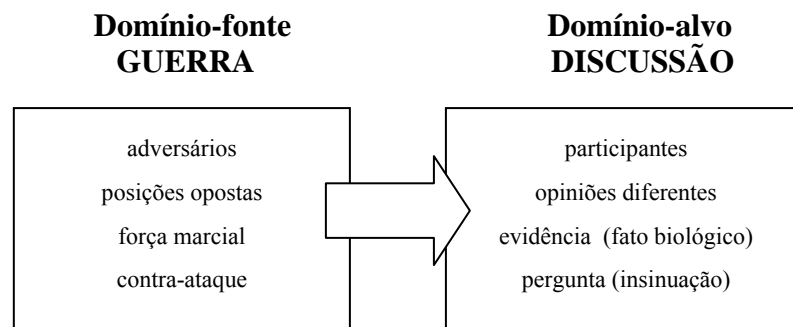 Domínio-fonte
GUERRA
adversários
posições opostas
força marcial
contra-ataque
Domínio-alvo
DISCUSSÃO
participantes
opiniões diferentes
evidência (fato biológico)
pergunta (insinuação)